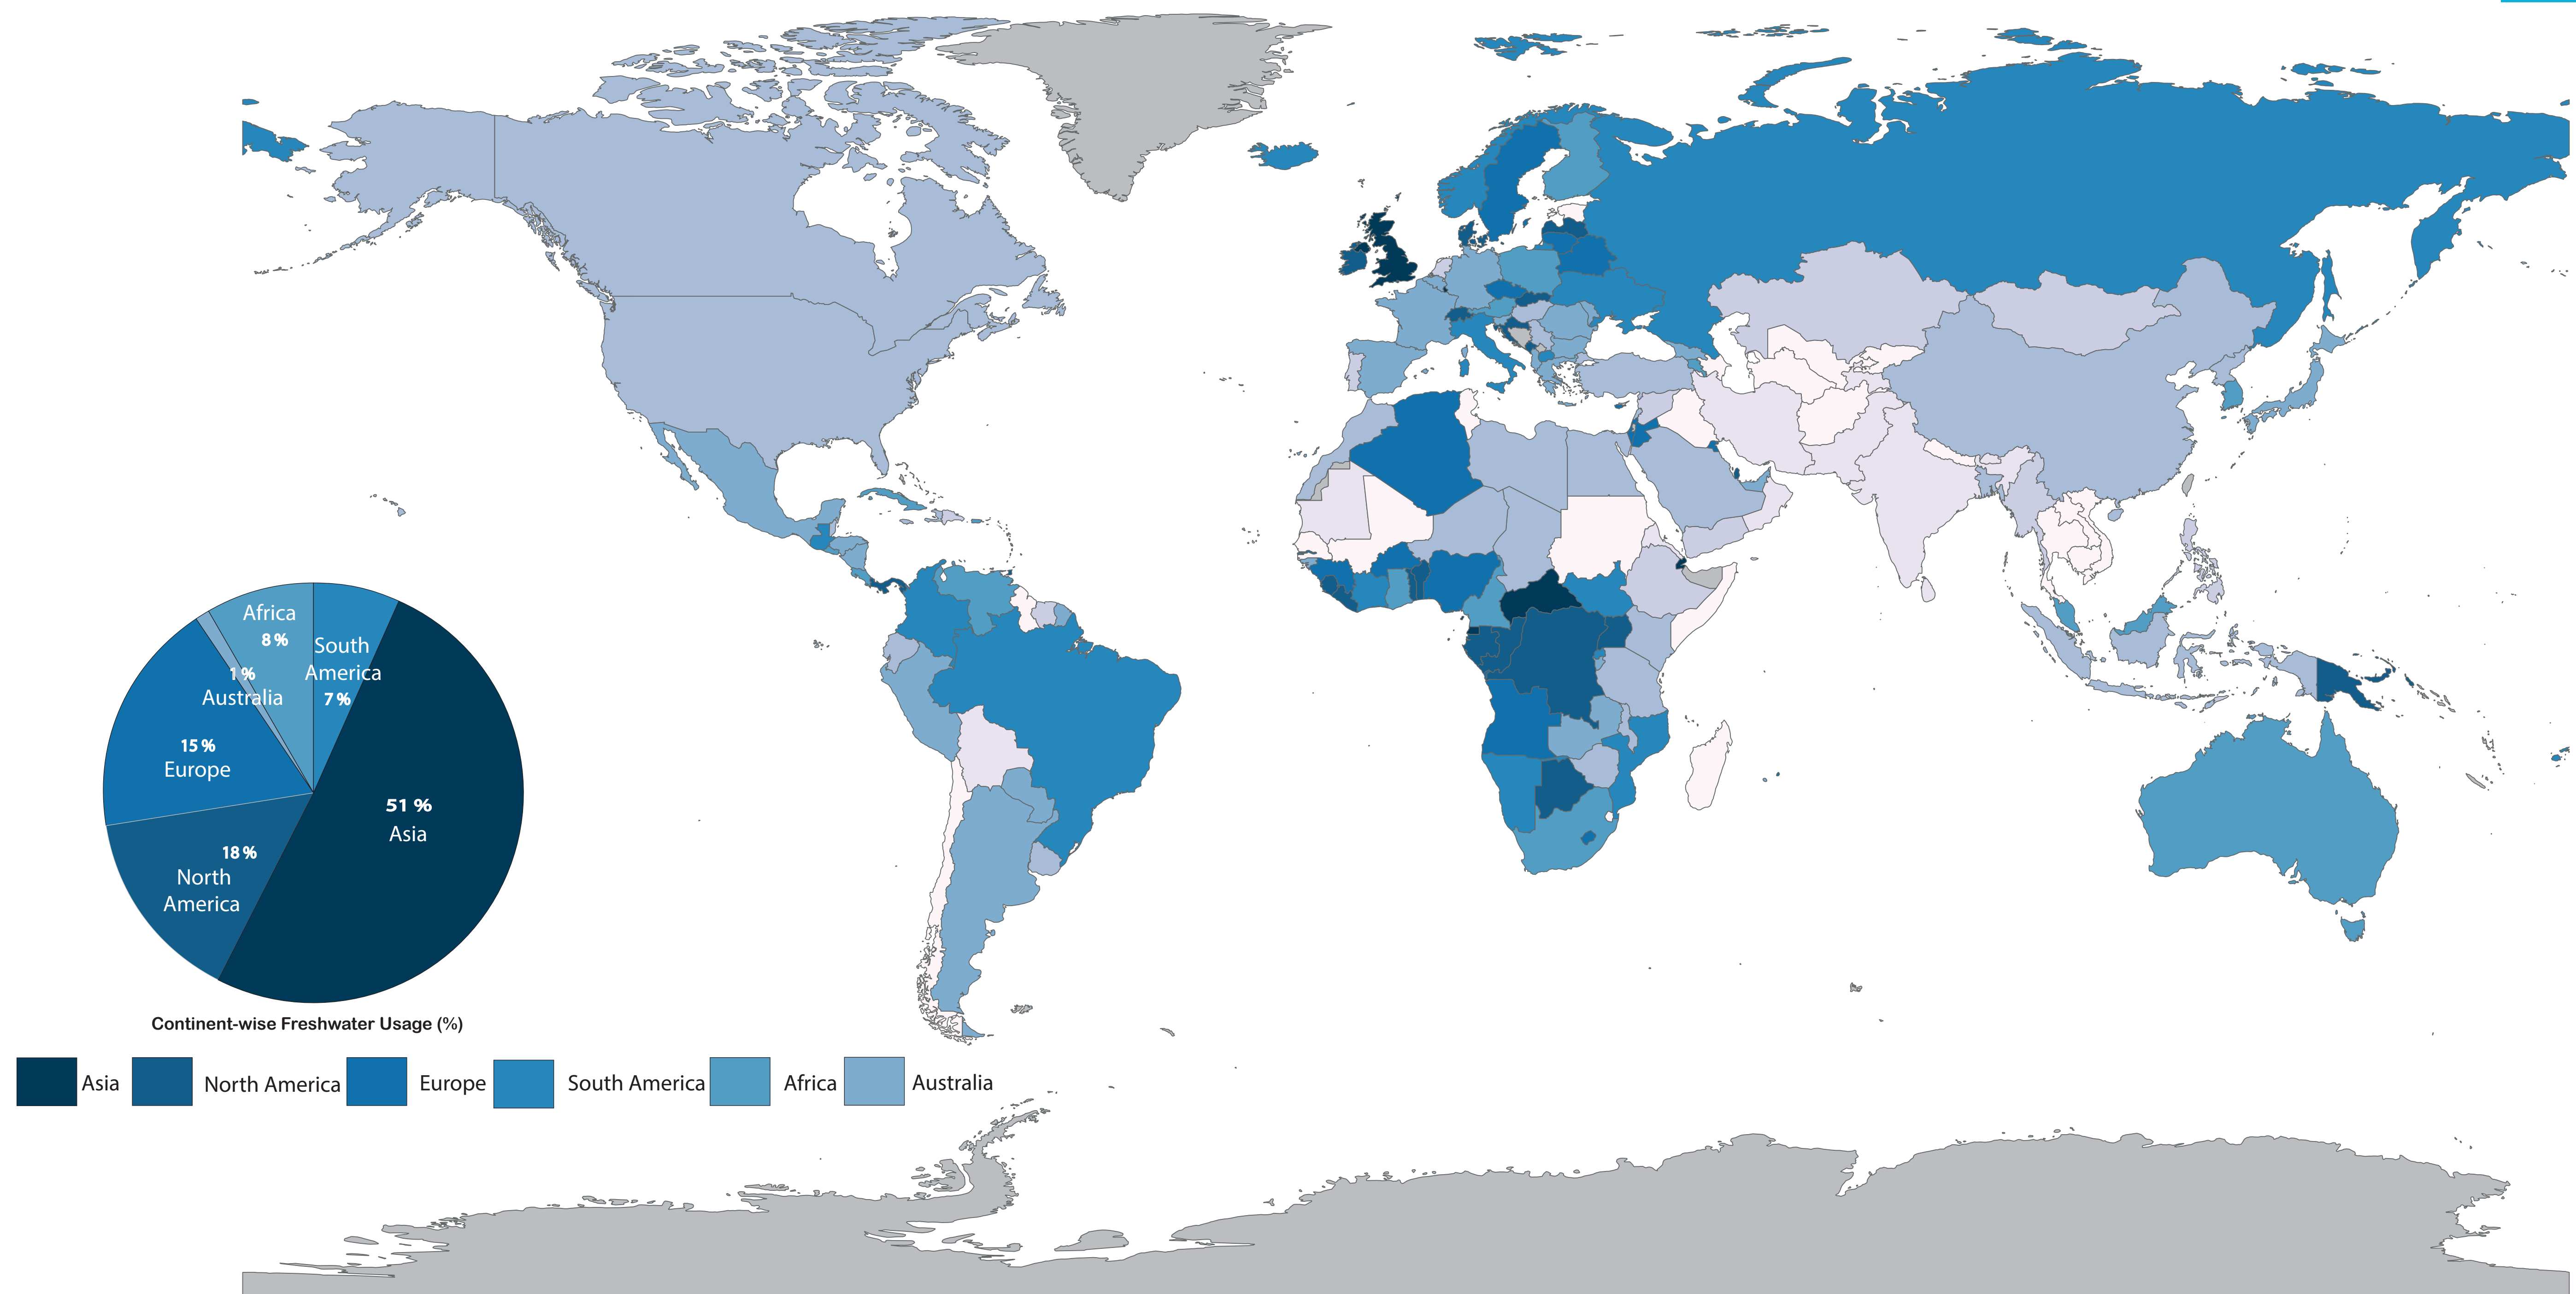 Africa
8 %
South
America
7 %
1 %
Australia
15 %
Europe
51 %
Asia
18 %
North
America
Continent-wise Freshwater Usage (%)
Asia
North America
Europe
South America
Africa
Australia